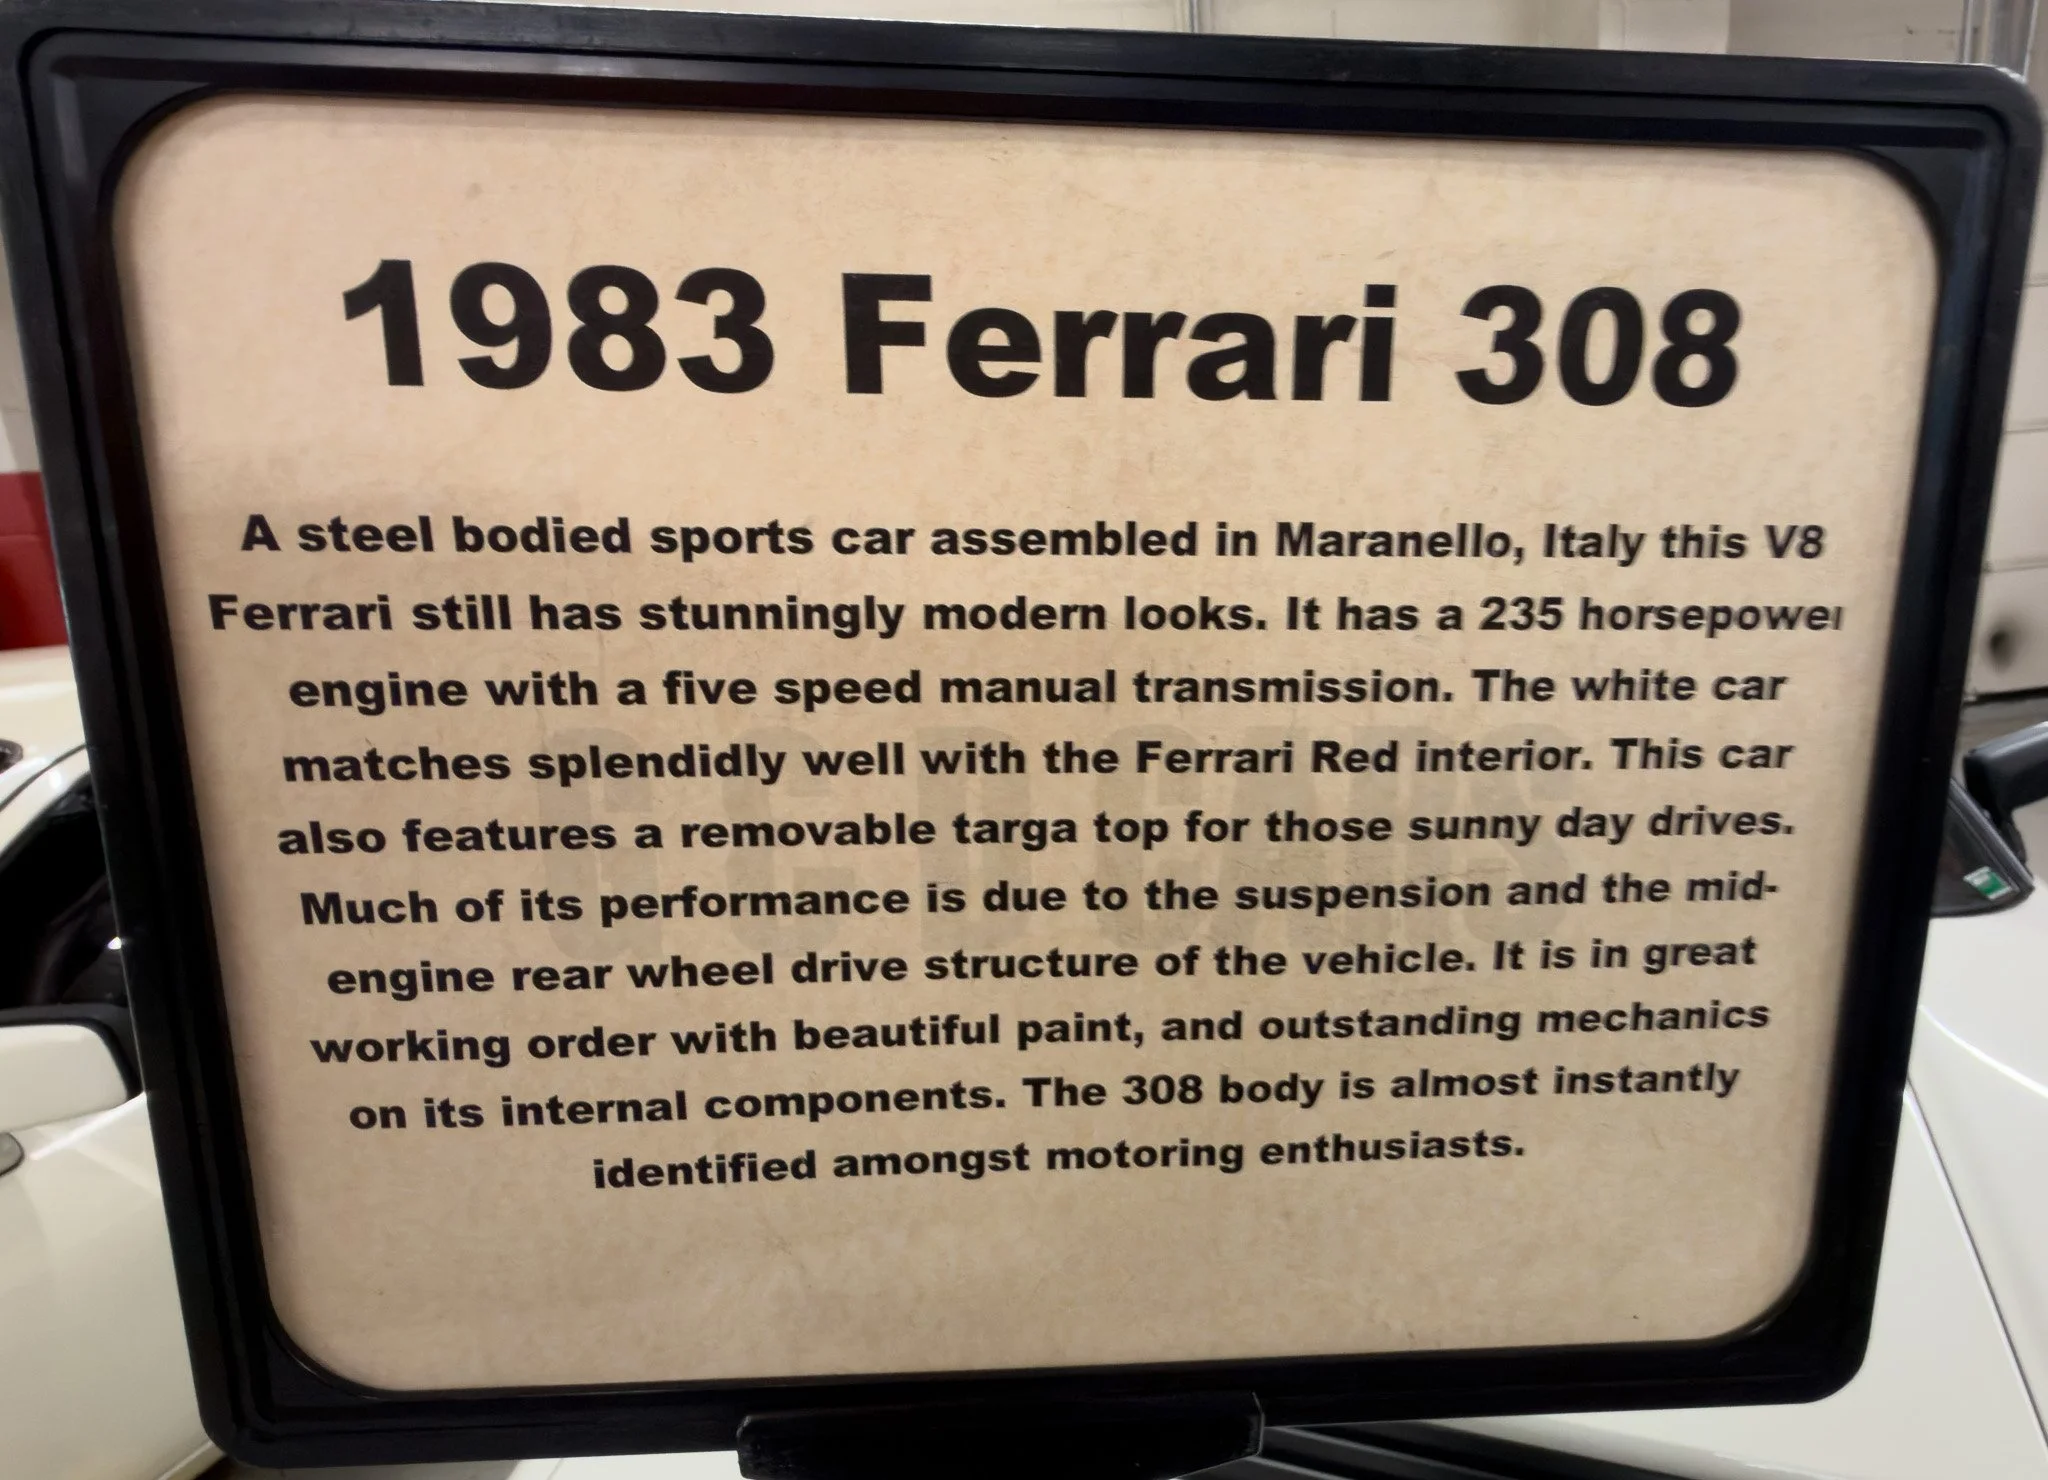 1983 Ferrari 308
A steel bodied sports car assembled in Maranello, Italy this V8
Ferrari still has stunningly modern looks. It has a 235 horsepower
engine with a five speed manual transmission. The white car
matches splendidly well with the Ferrari Red interior. This car
also features a removable targa top for those sunny day drives.
Much of its performance is due to the suspension and the mid-
engine rear wheel drive structure of the vehicle. It is in great
working order with beautiful paint, and outstanding mechanics
on its internal components. The 308 body is almost instantly
identified amongst motoring enthusiasts.